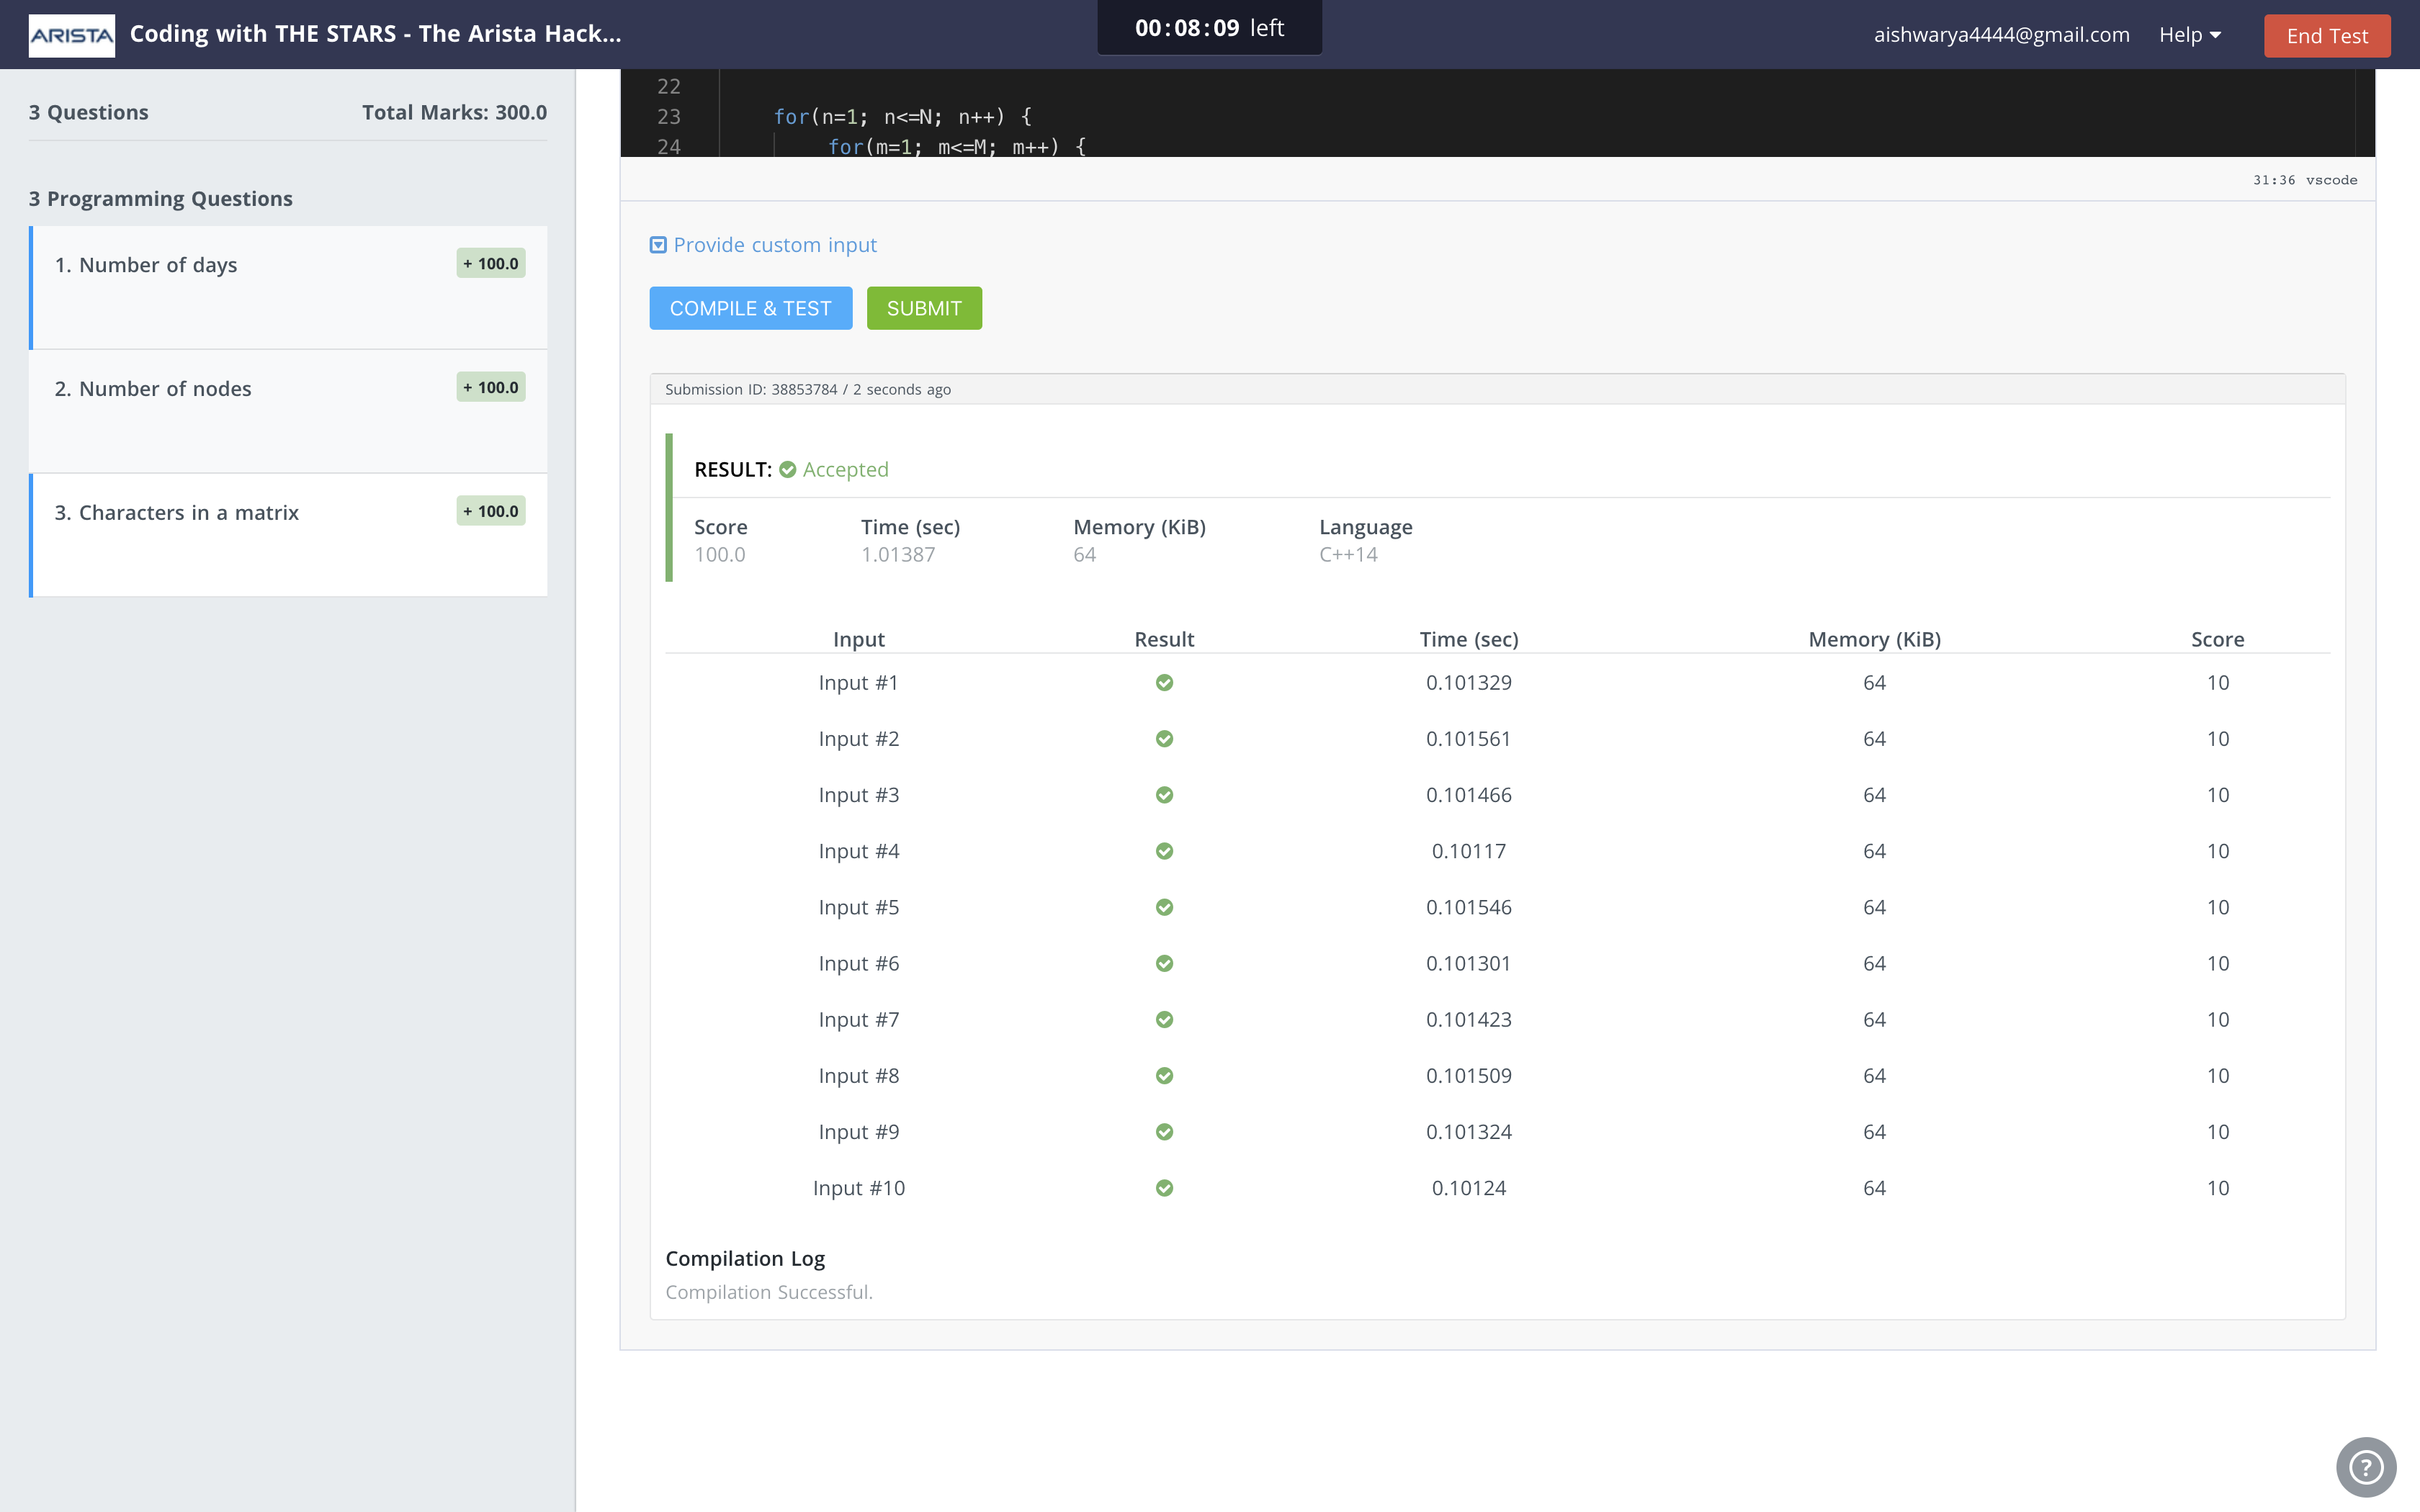 ARISTA Coding with THE STARS - The Arista Hack... 00:08:09 left aishwarya4444@gmail.com Help End Test
3 Questions Total Marks: 300.0
3 Programming Questions
1. Number of days + 100.0
2. Number of nodes + 100.0
3. Characters in a matrix + 100.0
22
23 for(n=1; n<=N; n++) {
24 for(m=1; m<=M; m++) {
31:36 vscode
Provide custom input
COMPILE & TEST SUBMIT
Submission ID: 38853784 / 2 seconds ago
RESULT: Accepted
Score Time (sec) Memory (KiB) Language
100.0 1.01387 64 C++14
Input Result Time (sec) Memory (KiB) Score
Input #1 0.101329 64 10
Input #2 0.101561 64 10
Input #3 0.101466 64 10
Input #4 0.10117 64 10
Input #5 0.101546 64 10
Input #6 0.101301 64 10
Input #7 0.101423 64 10
Input #8 0.101509 64 10
Input #9 0.101324 64 10
Input #10 0.10124 64 10
Compilation Log
Compilation Successful.
?